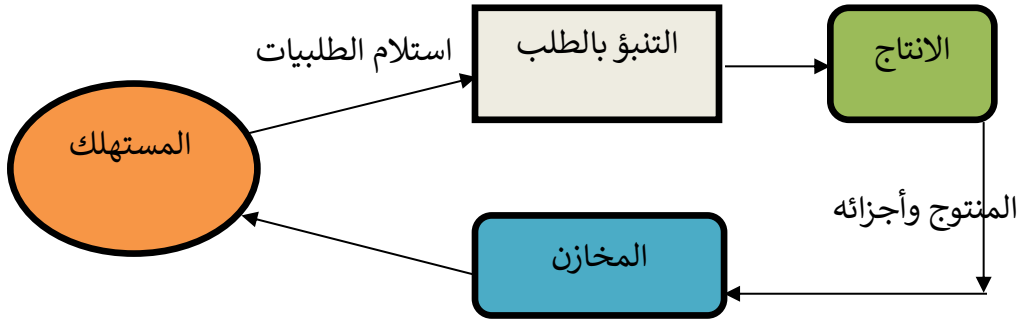 الانتاج
التنبؤ بالطلب
استلام الطلبيات
المستهلك
المنتوج وأجزائه
المخازن